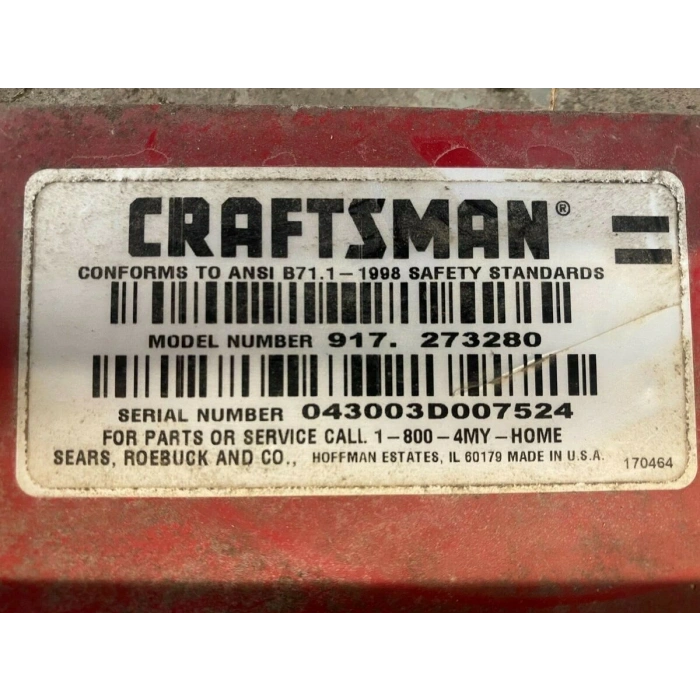 CRAFTSMAN®
CONFORMS TO ANSI B71.1-1998 SAFETY STANDARDS
MODEL NUMBER 917. 273280
SERIAL NUMBER 043003D007524
FOR PARTS OR SERVICE CALL 1-800-4MY-HOME
SEARS, ROEBUCK AND CO., HOFFMAN ESTATES, IL 60179 MADE IN U.S.A.
170464